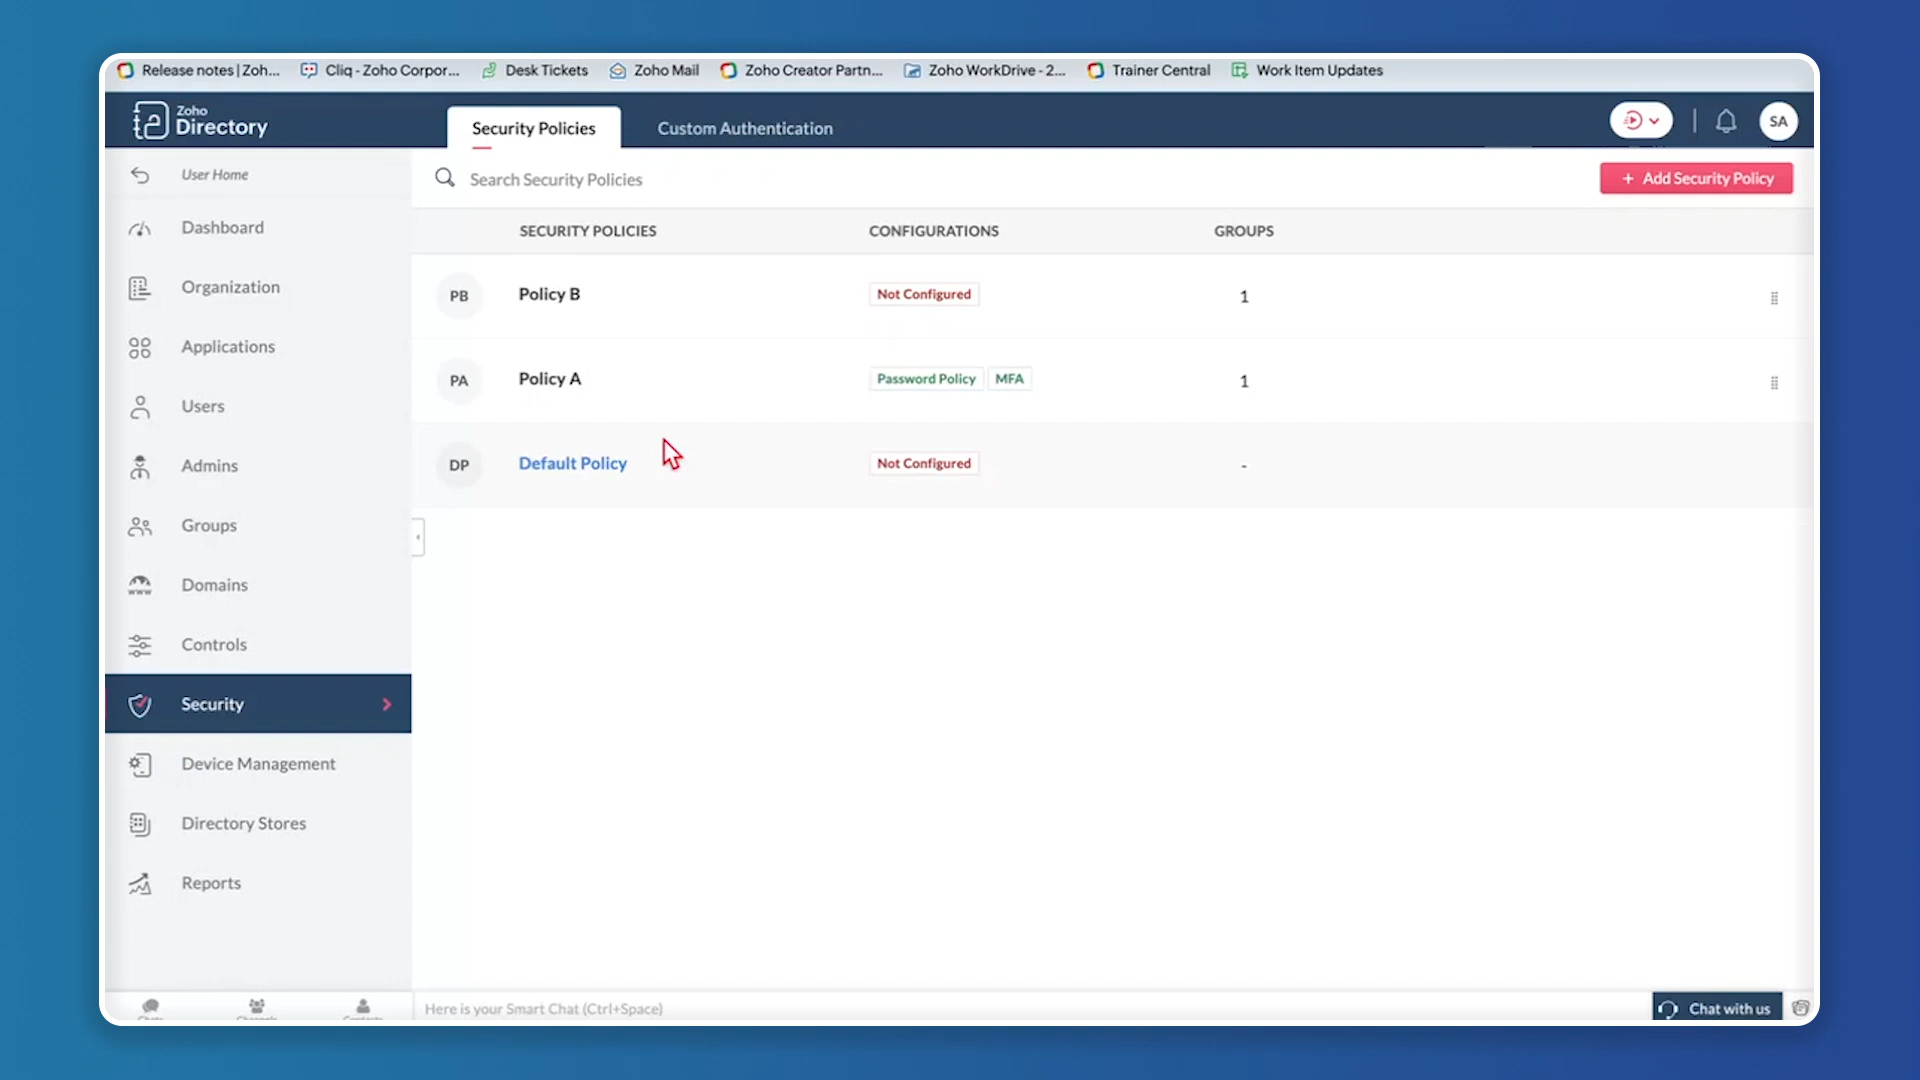 Release notes | Zoh...
Cliq - Zoho Corpor...
Desk Tickets
Zoho Mail
Zoho Creator Partn...
Zoho WorkDrive - 2...
Trainer Central
Work Item Updates
Zoho
Directory
Security Policies
Custom Authentication
SA
User Home
Search Security Policies
+ Add Security Policy
Dashboard
Organization
Applications
Users
Admins
Groups
Domains
Controls
Security
Device Management
Directory Stores
Reports
SECURITY POLICIES CONFIGURATIONS GROUPS
PB Policy B Not Configured 1
PA Policy A Password Policy MFA 1
DP Default Policy Not Configured -
Here is your Smart Chat (Ctrl+Space)
Chat with us